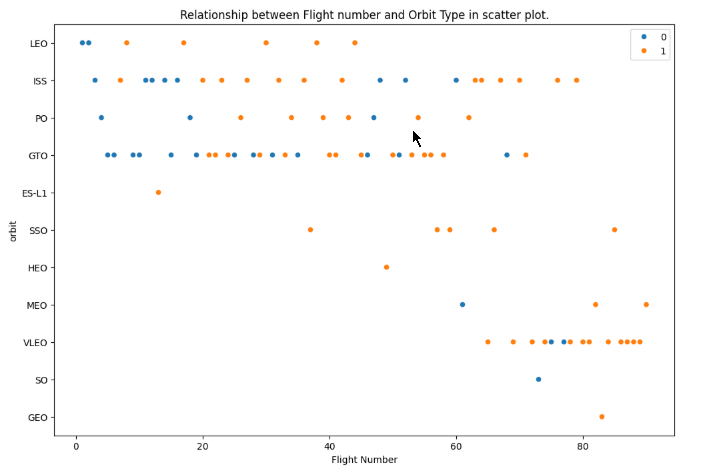 Relationship between Flight number and Orbit Type in scatter plot.
0
1
LEO
ISS
PO
GTO
ES-L1
SSO
HEO
MEO
VLEO
SO
GEO
orbit
0 20 40 60 80
Flight Number